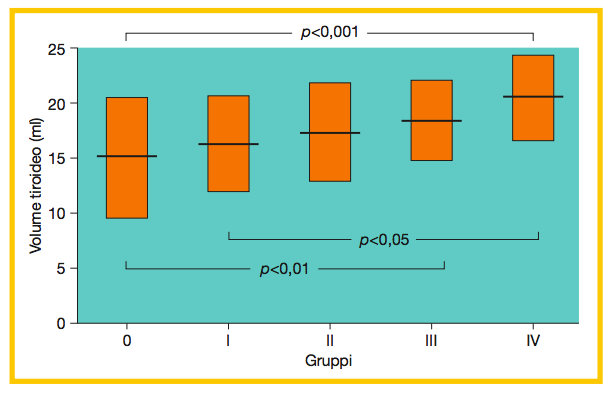 p<0,001
25
20
15
10
5
0
Volume tiroideo (ml)
p<0,05
p<0,01
0 I II III IV
Gruppi